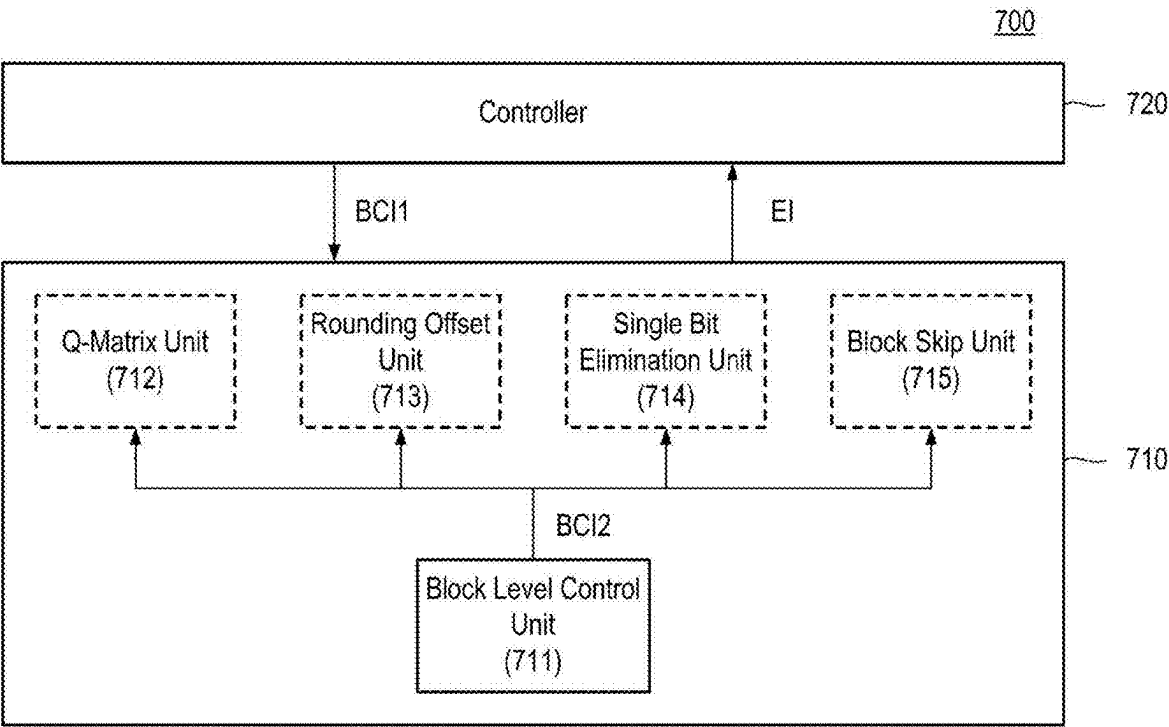 700
Controller
720
BCI1
EI
Q-Matrix Unit
(712)
Rounding Offset
Unit
(713)
Single Bit
Elimination Unit
(714)
Block Skip Unit
(715)
710
BCI2
Block Level Control
Unit
(711)